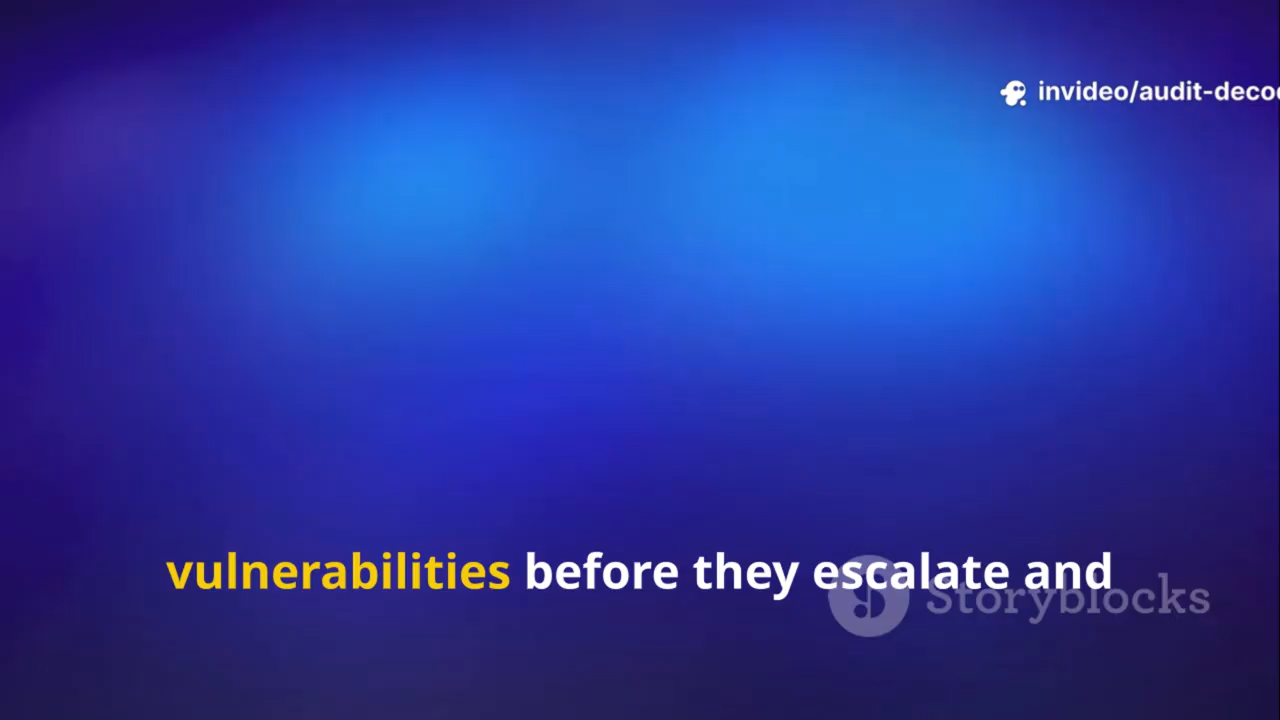 invideo/audit-deco
vulnerabilities before they escalate and
Storyblocks